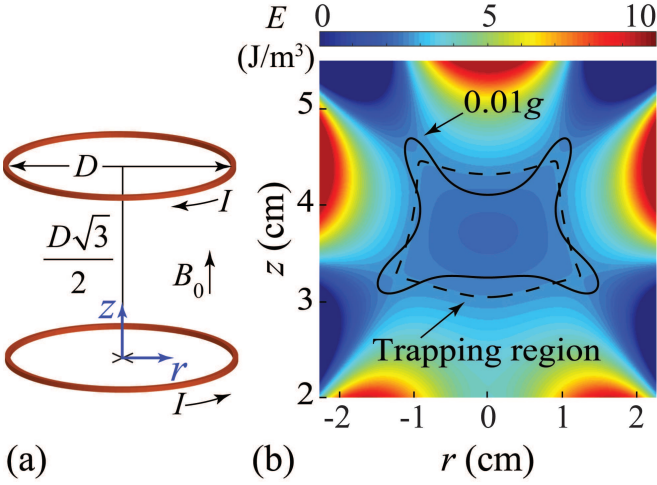 E
(J/m³)
0 5 10
D
I
D√3
2
B₀
z
r
I
(a)
0.01g
Trapping region
5
4
3
2
z (cm)
-2 -1 0 1 2
(b)
r (cm)